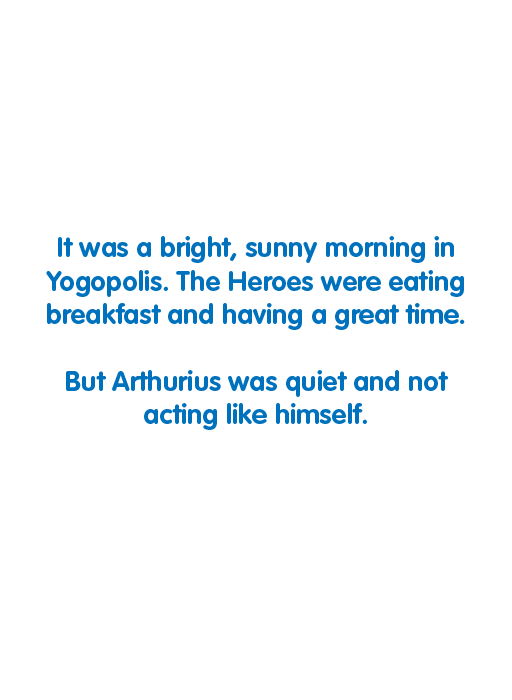 It was a bright, sunny morning in
Yogopolis. The Heroes were eating
breakfast and having a great time.
But Arthurius was quiet and not
acting like himself.